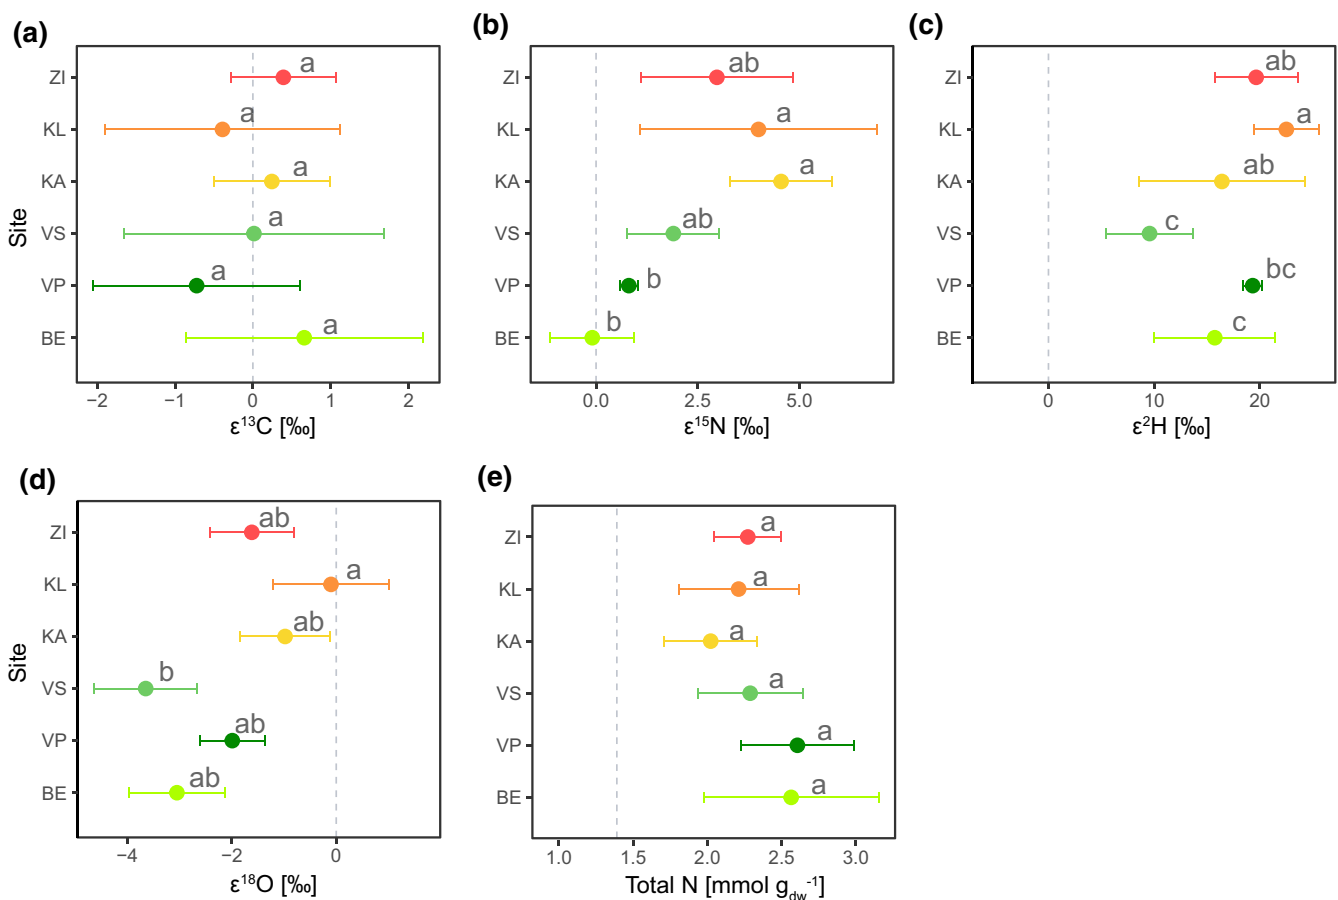 (a)
ZI
KL
KA
VS
VP
BE
Site
a
a
a
a
a
a
−2
−1
0
1
2
ε¹³C [‰]
(b)
ZI
KL
KA
VS
VP
BE
ab
a
a
ab
b
b
0.0
2.5
5.0
ε¹⁵N [‰]
(c)
ZI
KL
KA
VS
VP
BE
ab
a
ab
c
bc
c
0
10
20
ε²H [‰]
(d)
ZI
KL
KA
VS
VP
BE
Site
ab
a
ab
b
ab
ab
−4
−2
0
ε¹⁸O [‰]
(e)
ZI
KL
KA
VS
VP
BE
a
a
a
a
a
a
1.0
1.5
2.0
2.5
3.0
Total N [mmol g_dw⁻¹]